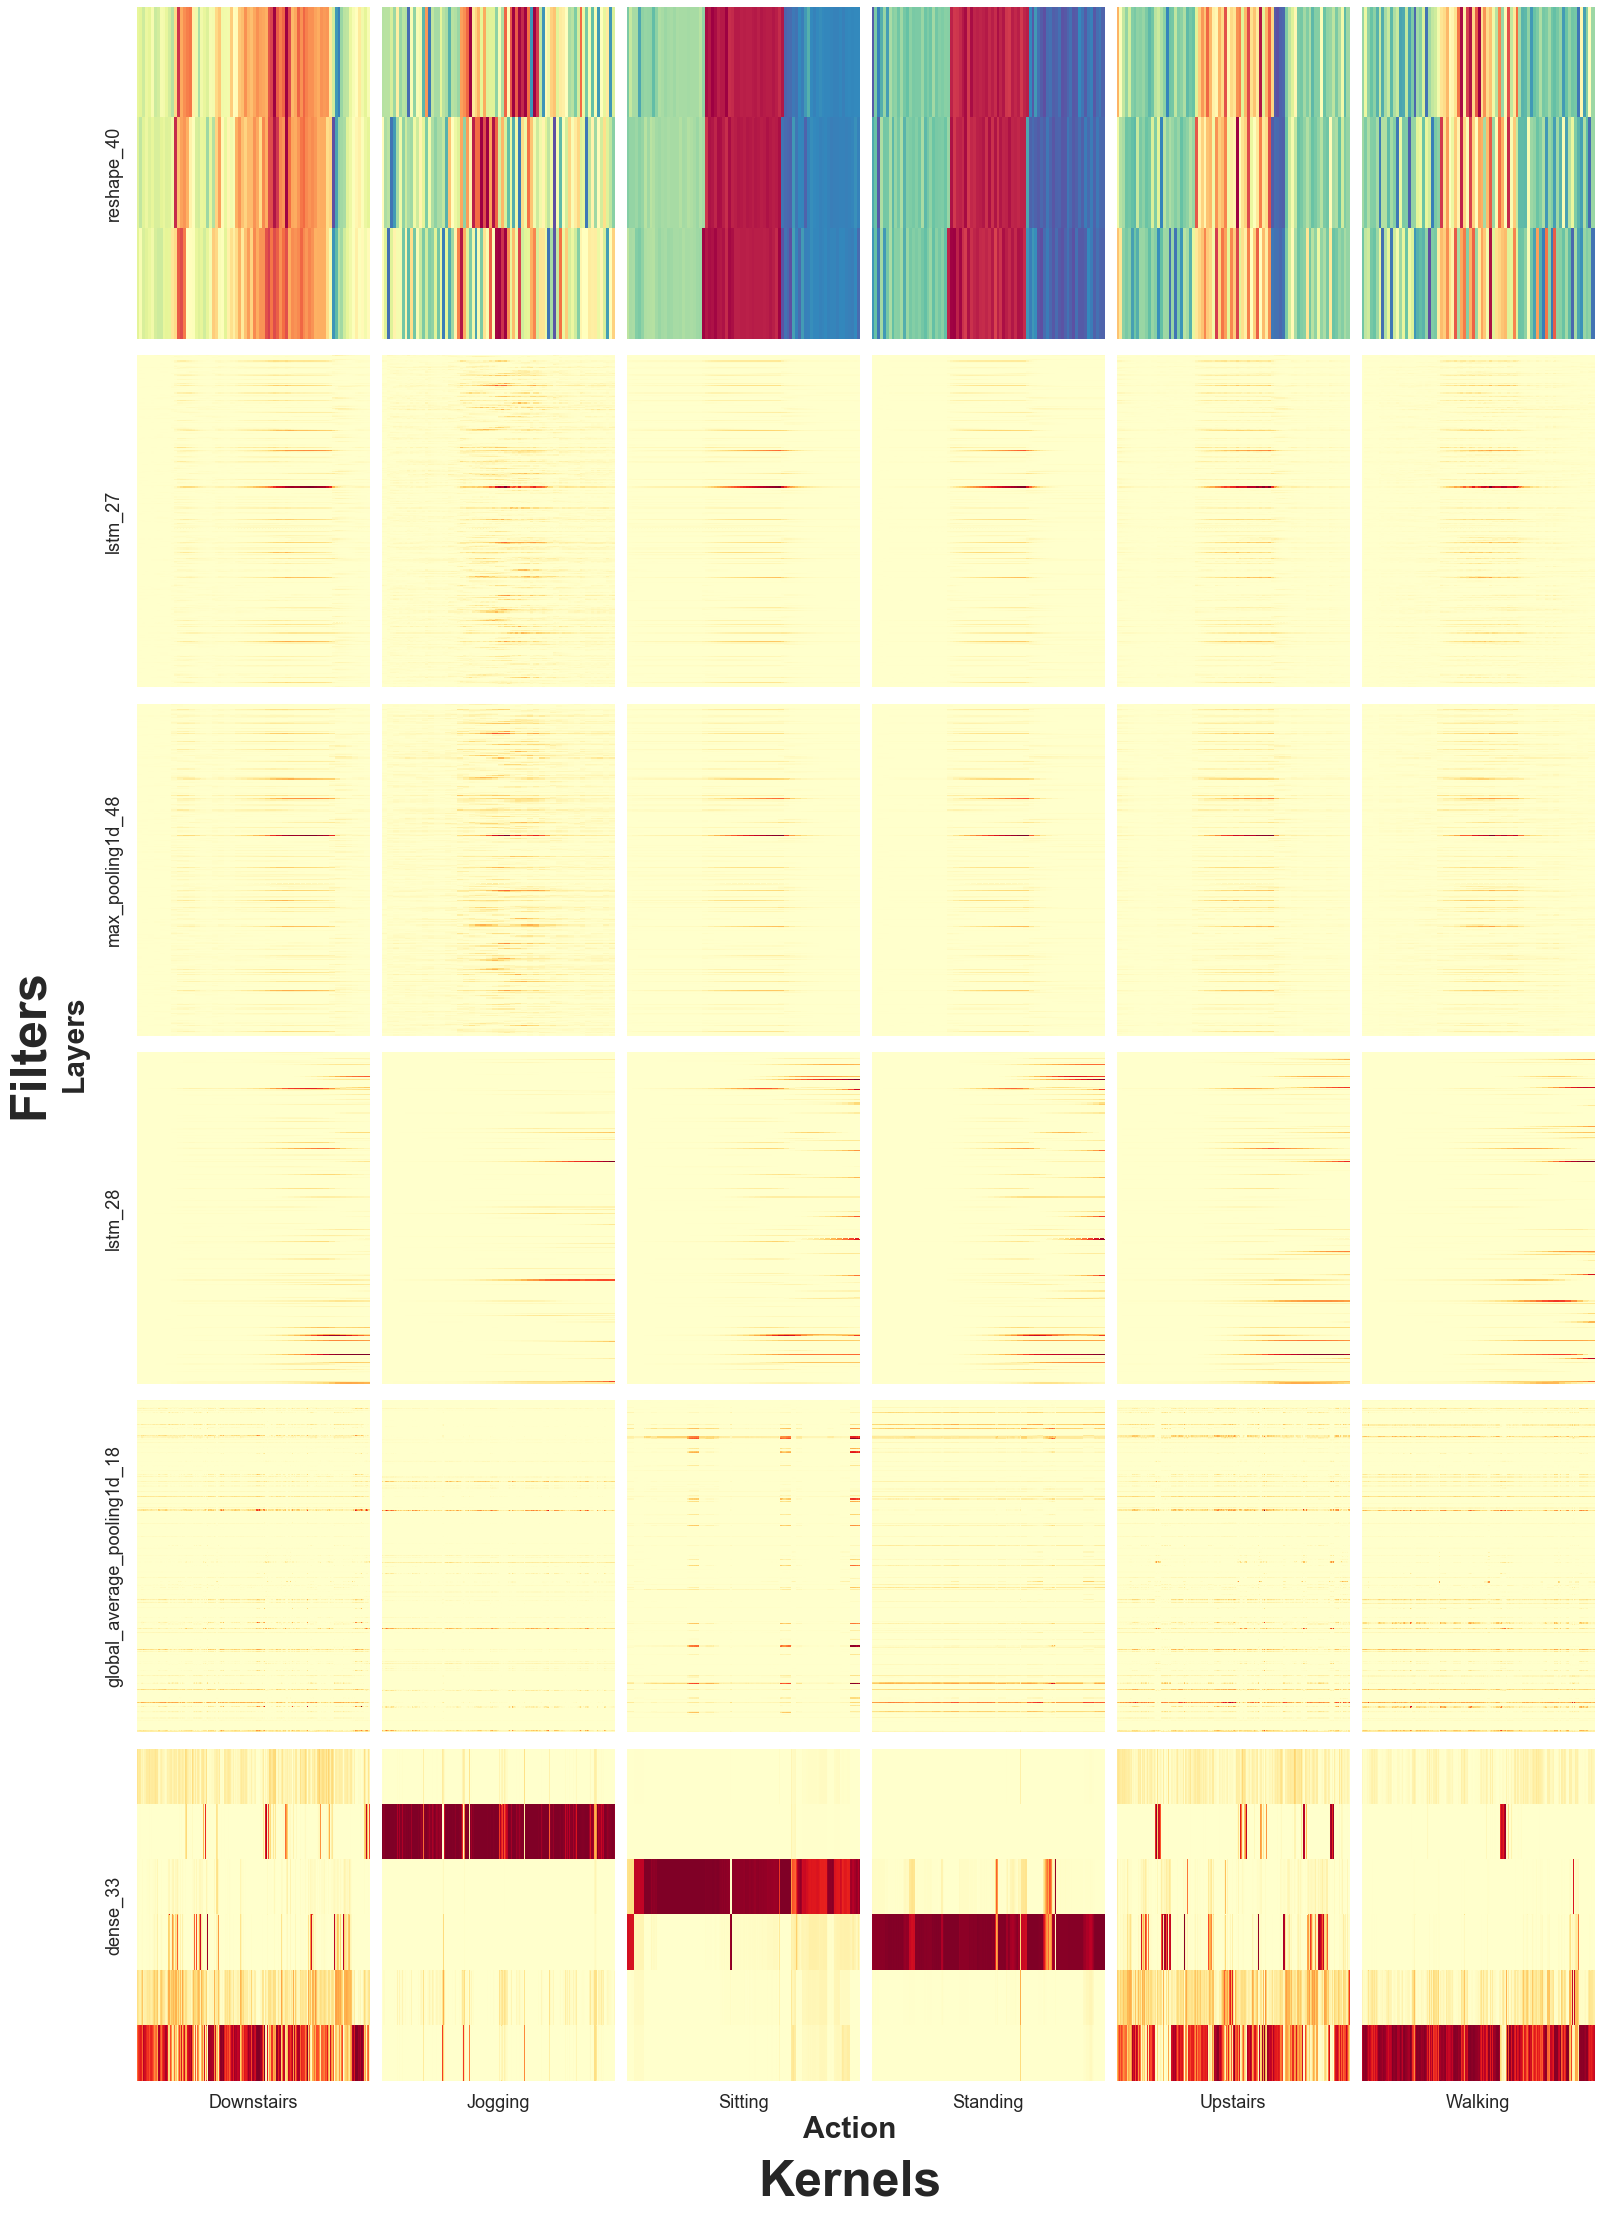 Filters
Layers
reshape_40
lstm_27
max_pooling1d_48
lstm_28
global_average_pooling1d_18
dense_33
Downstairs
Jogging
Sitting
Standing
Upstairs
Walking
Action
Kernels